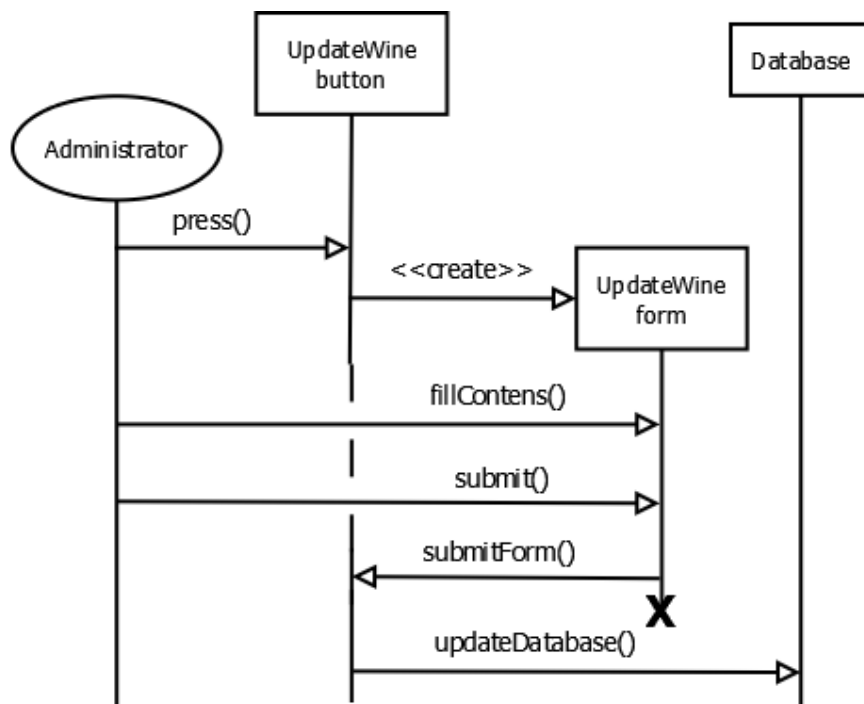 UpdateWine
button
Database
Administrator
press()
<<create>>
UpdateWine
form
fillContens()
submit()
submitForm()
X
updateDatabase()